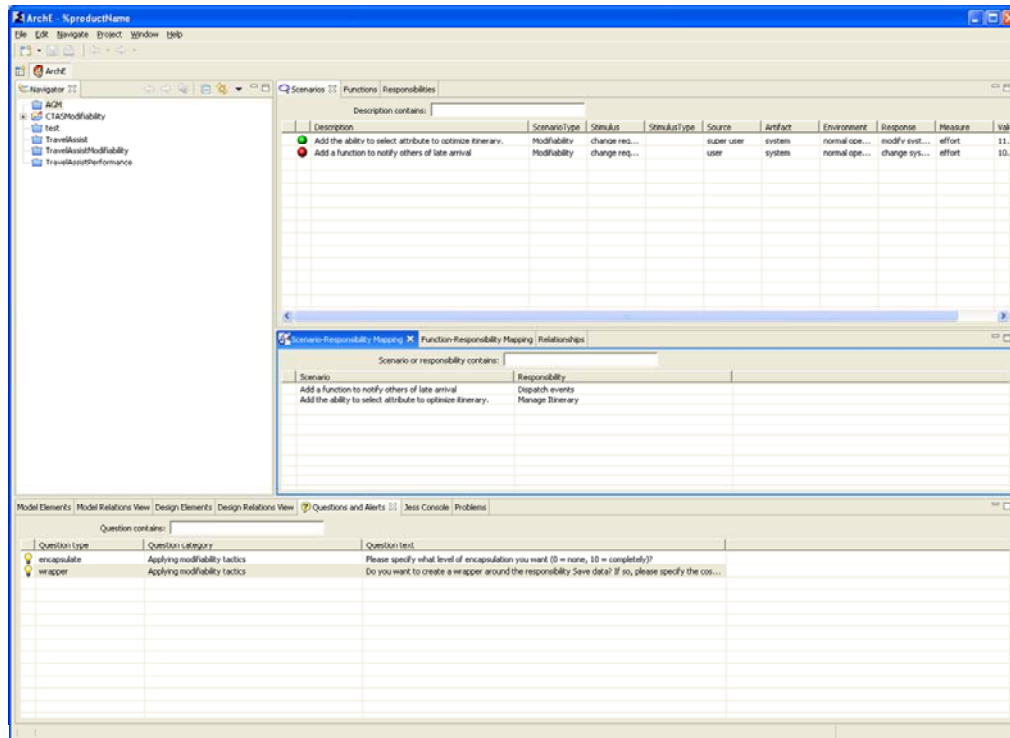 ArchE - %productName
File Edit Navigate Project Window Help
ArchE
Navigator
AQM
CTASModifiability
test
TravelAssist
TravelAssistModifiability
TravelAssistPerformance
Scenarios Functions Responsibilities
Description contains:
Description ScenarioType Stimulus StimulusType Source Artifact Environment Response Measure Val
Add the ability to select attribute to optimize itinerary. Modifiability change req... super user system normal ope... modify syst... effort 11.
Add a function to notify others of late arrival Modifiability change req... user system normal ope... change sys... effort 10.
Scenario-Responsibility Mapping Function-Responsibility Mapping Relationships
Scenario or responsibility contains:
Scenario Responsibility
Add a function to notify others of late arrival Dispatch events
Add the ability to select attribute to optimize itinerary. Manage Itinerary
Model Elements Model Relations View Design Elements Design Relations View Questions and Alerts Jess Console Problems
Question contains:
Question type Question category Question text
encapsulate Applying modifiability tactics Please specify what level of encapsulation you want (0 = none, 10 = completely)?
wrapper Applying modifiability tactics Do you want to create a wrapper around the responsibility Save data? If so, please specify the cos...